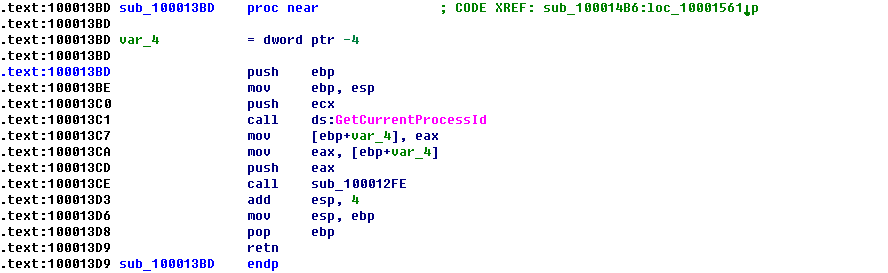 .text:100013BD sub_100013BD proc near ; CODE XREF: sub_100014B6:loc_10001561↓p
.text:100013BD
.text:100013BD var_4 = dword ptr -4
.text:100013BD
.text:100013BD push ebp
.text:100013BE mov ebp, esp
.text:100013C0 push ecx
.text:100013C1 call ds:GetCurrentProcessId
.text:100013C7 mov [ebp+var_4], eax
.text:100013CA mov eax, [ebp+var_4]
.text:100013CD push eax
.text:100013CE call sub_100012FE
.text:100013D3 add esp, 4
.text:100013D6 mov esp, ebp
.text:100013D8 pop ebp
.text:100013D9 retn
.text:100013D9 sub_100013BD endp